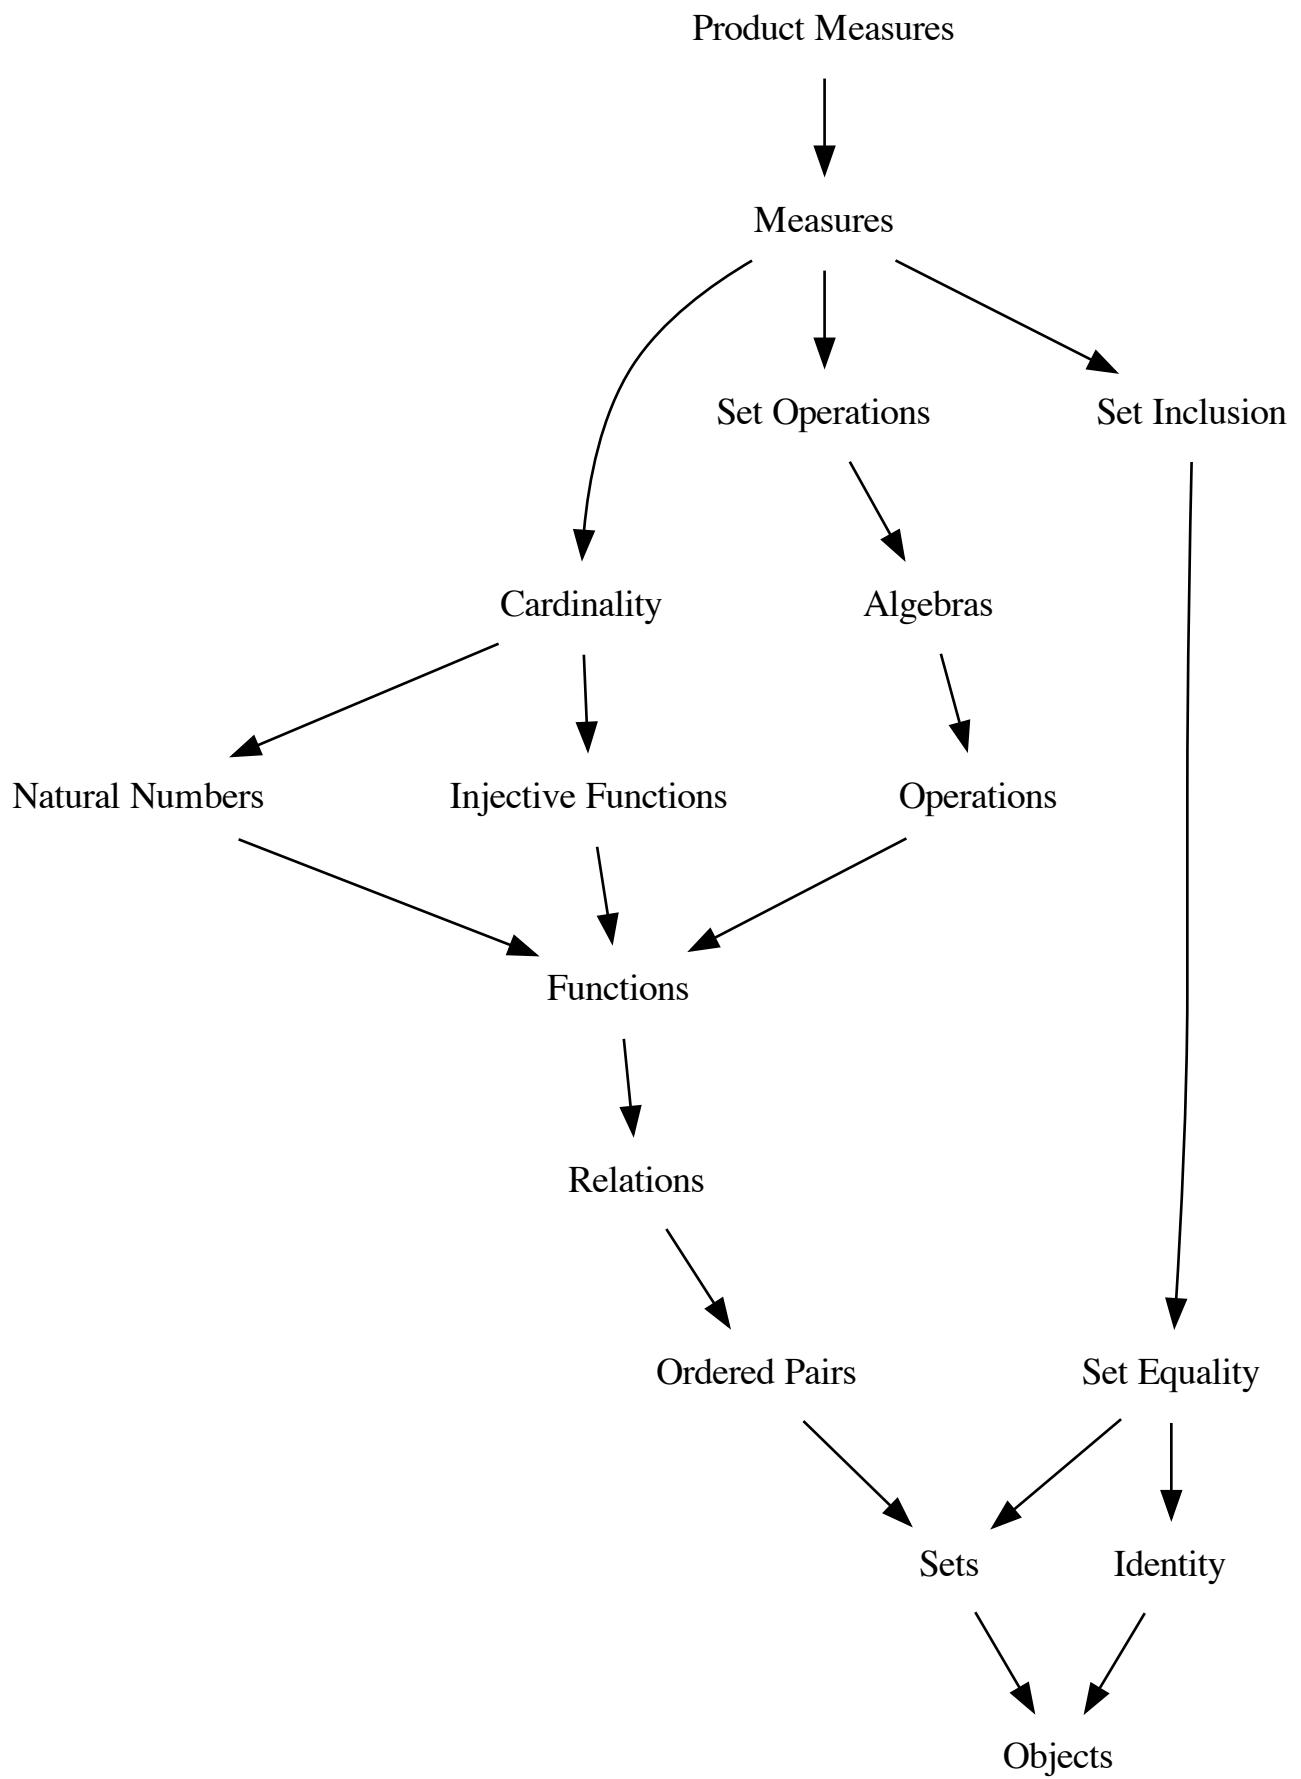 Product Measures
Measures
Set Operations
Set Inclusion
Cardinality
Algebras
Natural Numbers
Injective Functions
Operations
Functions
Relations
Ordered Pairs
Set Equality
Sets
Identity
Objects